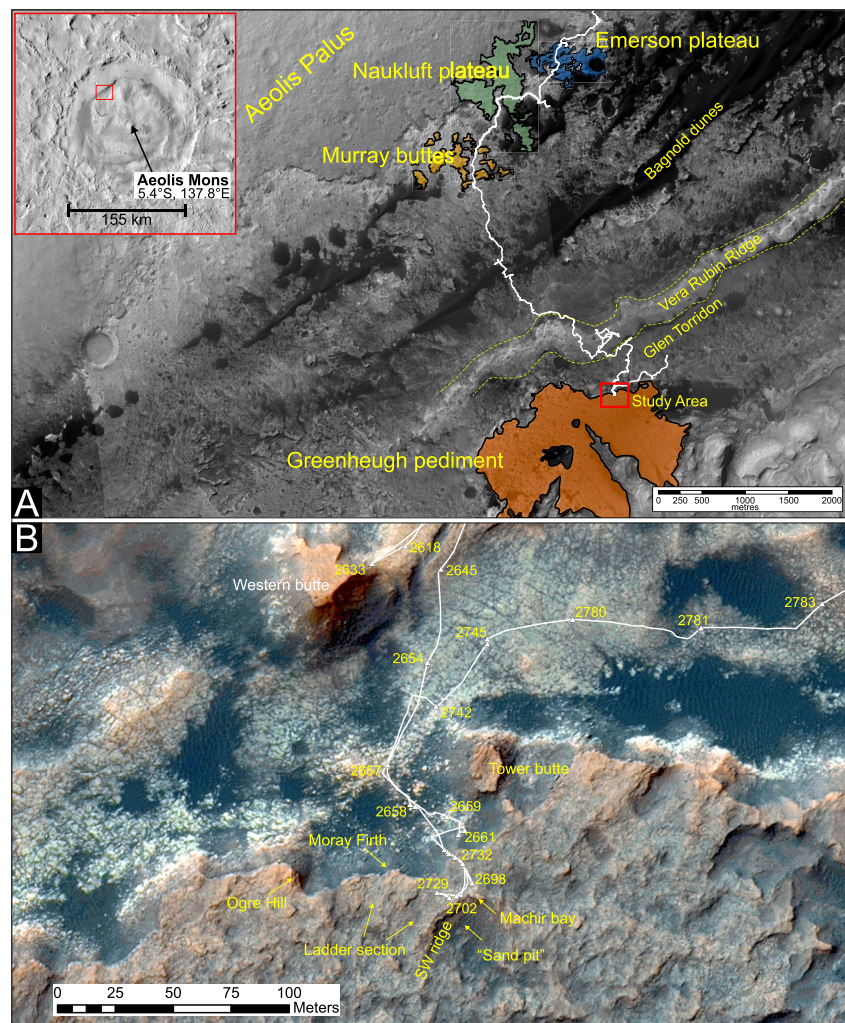 Aeolis Mons
5.4°S, 137.8°E
155 km
Aeolis Palus
Naukluft plateau
Emerson plateau
Murray buttes
Bagnold dunes
Vera Rubin Ridge
Glen Torridon
Study Area
Greenheugh pediment
0 250 500 1000 1500 2000
metres
A
B
2618
2633
2645
Western butte
2783
2780
2781
2745
2654
2742
2657
Tower butte
2658
2659
2661
Moray Firth
2732
2729
2698
2702
Ogre Hill
Machir bay
Ladder section
SW ridge
“Sand pit”
0 25 50 75 100
Meters